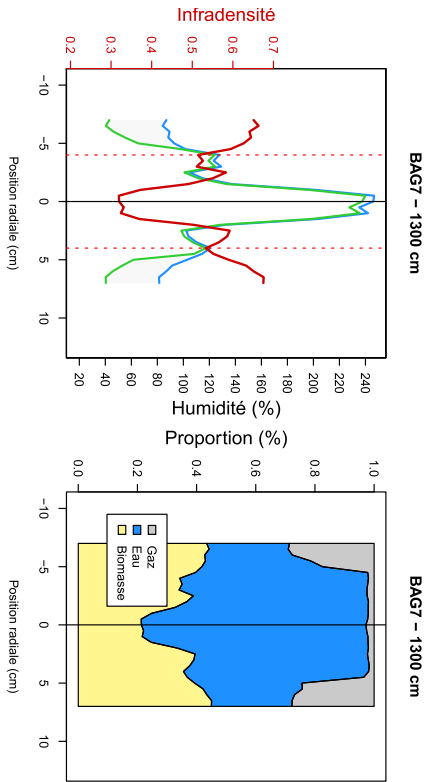 Infradensité
0.2 0.3 0.4 0.5 0.6 0.7
−10 −5 0 5 10
Position radiale (cm)
BAG7 − 1300 cm
20 40 60 80 100 120 140 160 180 200 220 240
Humidité (%)
Proportion (%)
0.0 0.2 0.4 0.6 0.8 1.0
−10 −5 0 5 10
Position radiale (cm)
BAG7 − 1300 cm
Gaz
Eau
Biomasse